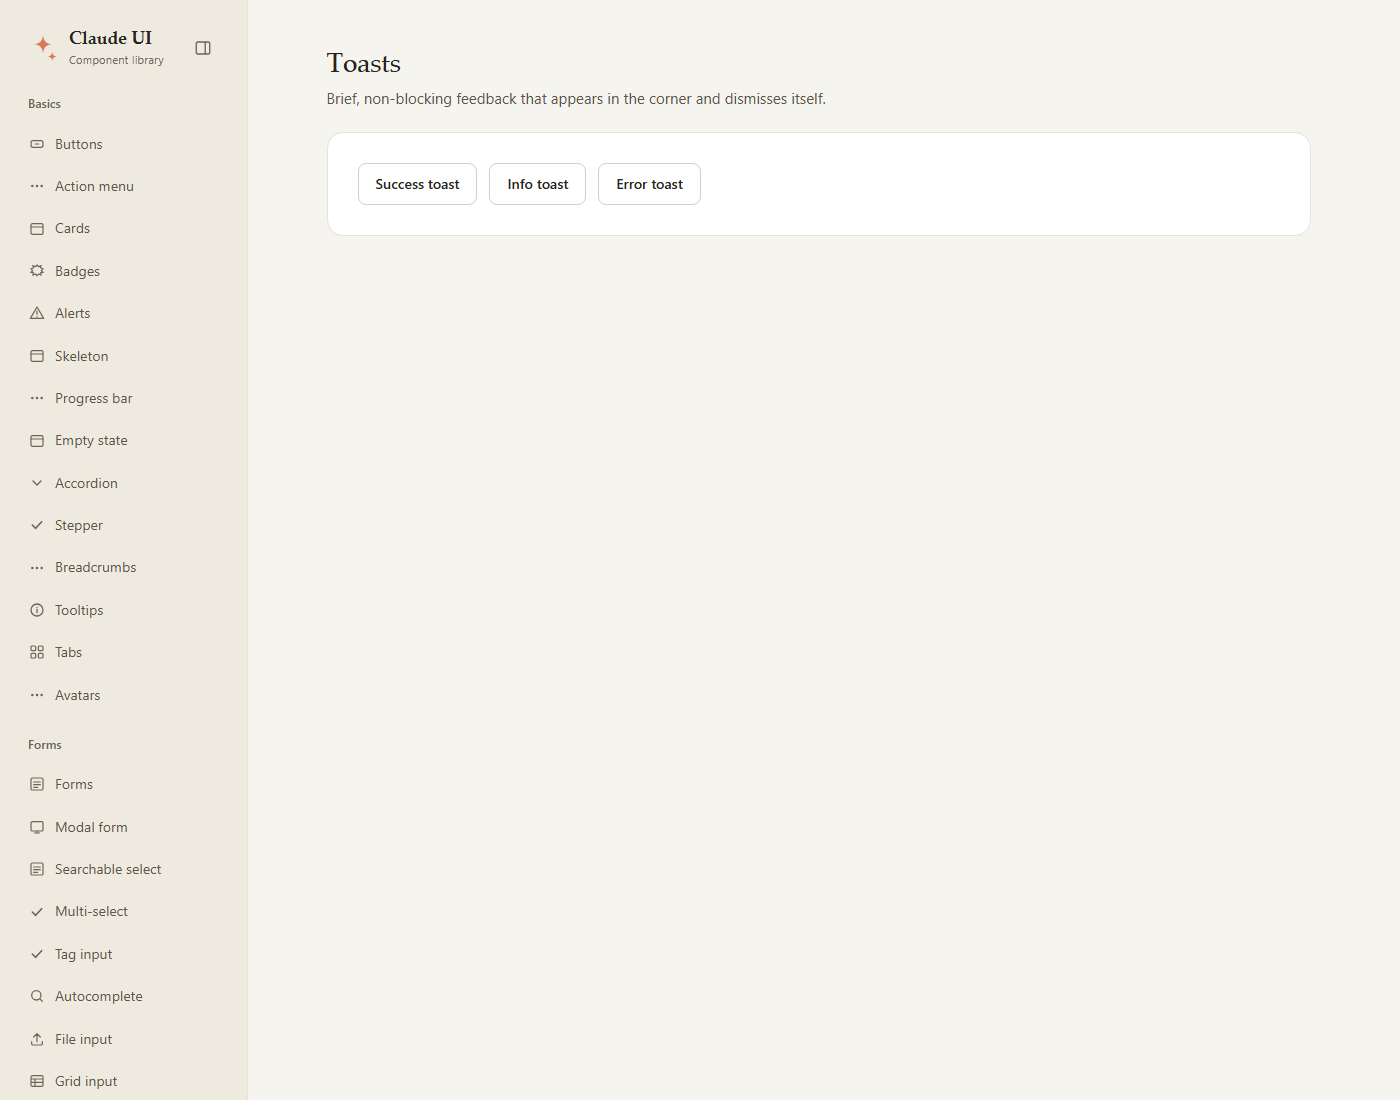 Claude UI
Component library
Basics
Buttons
Action menu
Cards
Badges
Alerts
Skeleton
Progress bar
Empty state
Accordion
Stepper
Breadcrumbs
Tooltips
Tabs
Avatars
Forms
Forms
Modal form
Searchable select
Multi-select
Tag input
Autocomplete
File input
Grid input
Toasts
Brief, non-blocking feedback that appears in the corner and dismisses itself.
Success toast
Info toast
Error toast